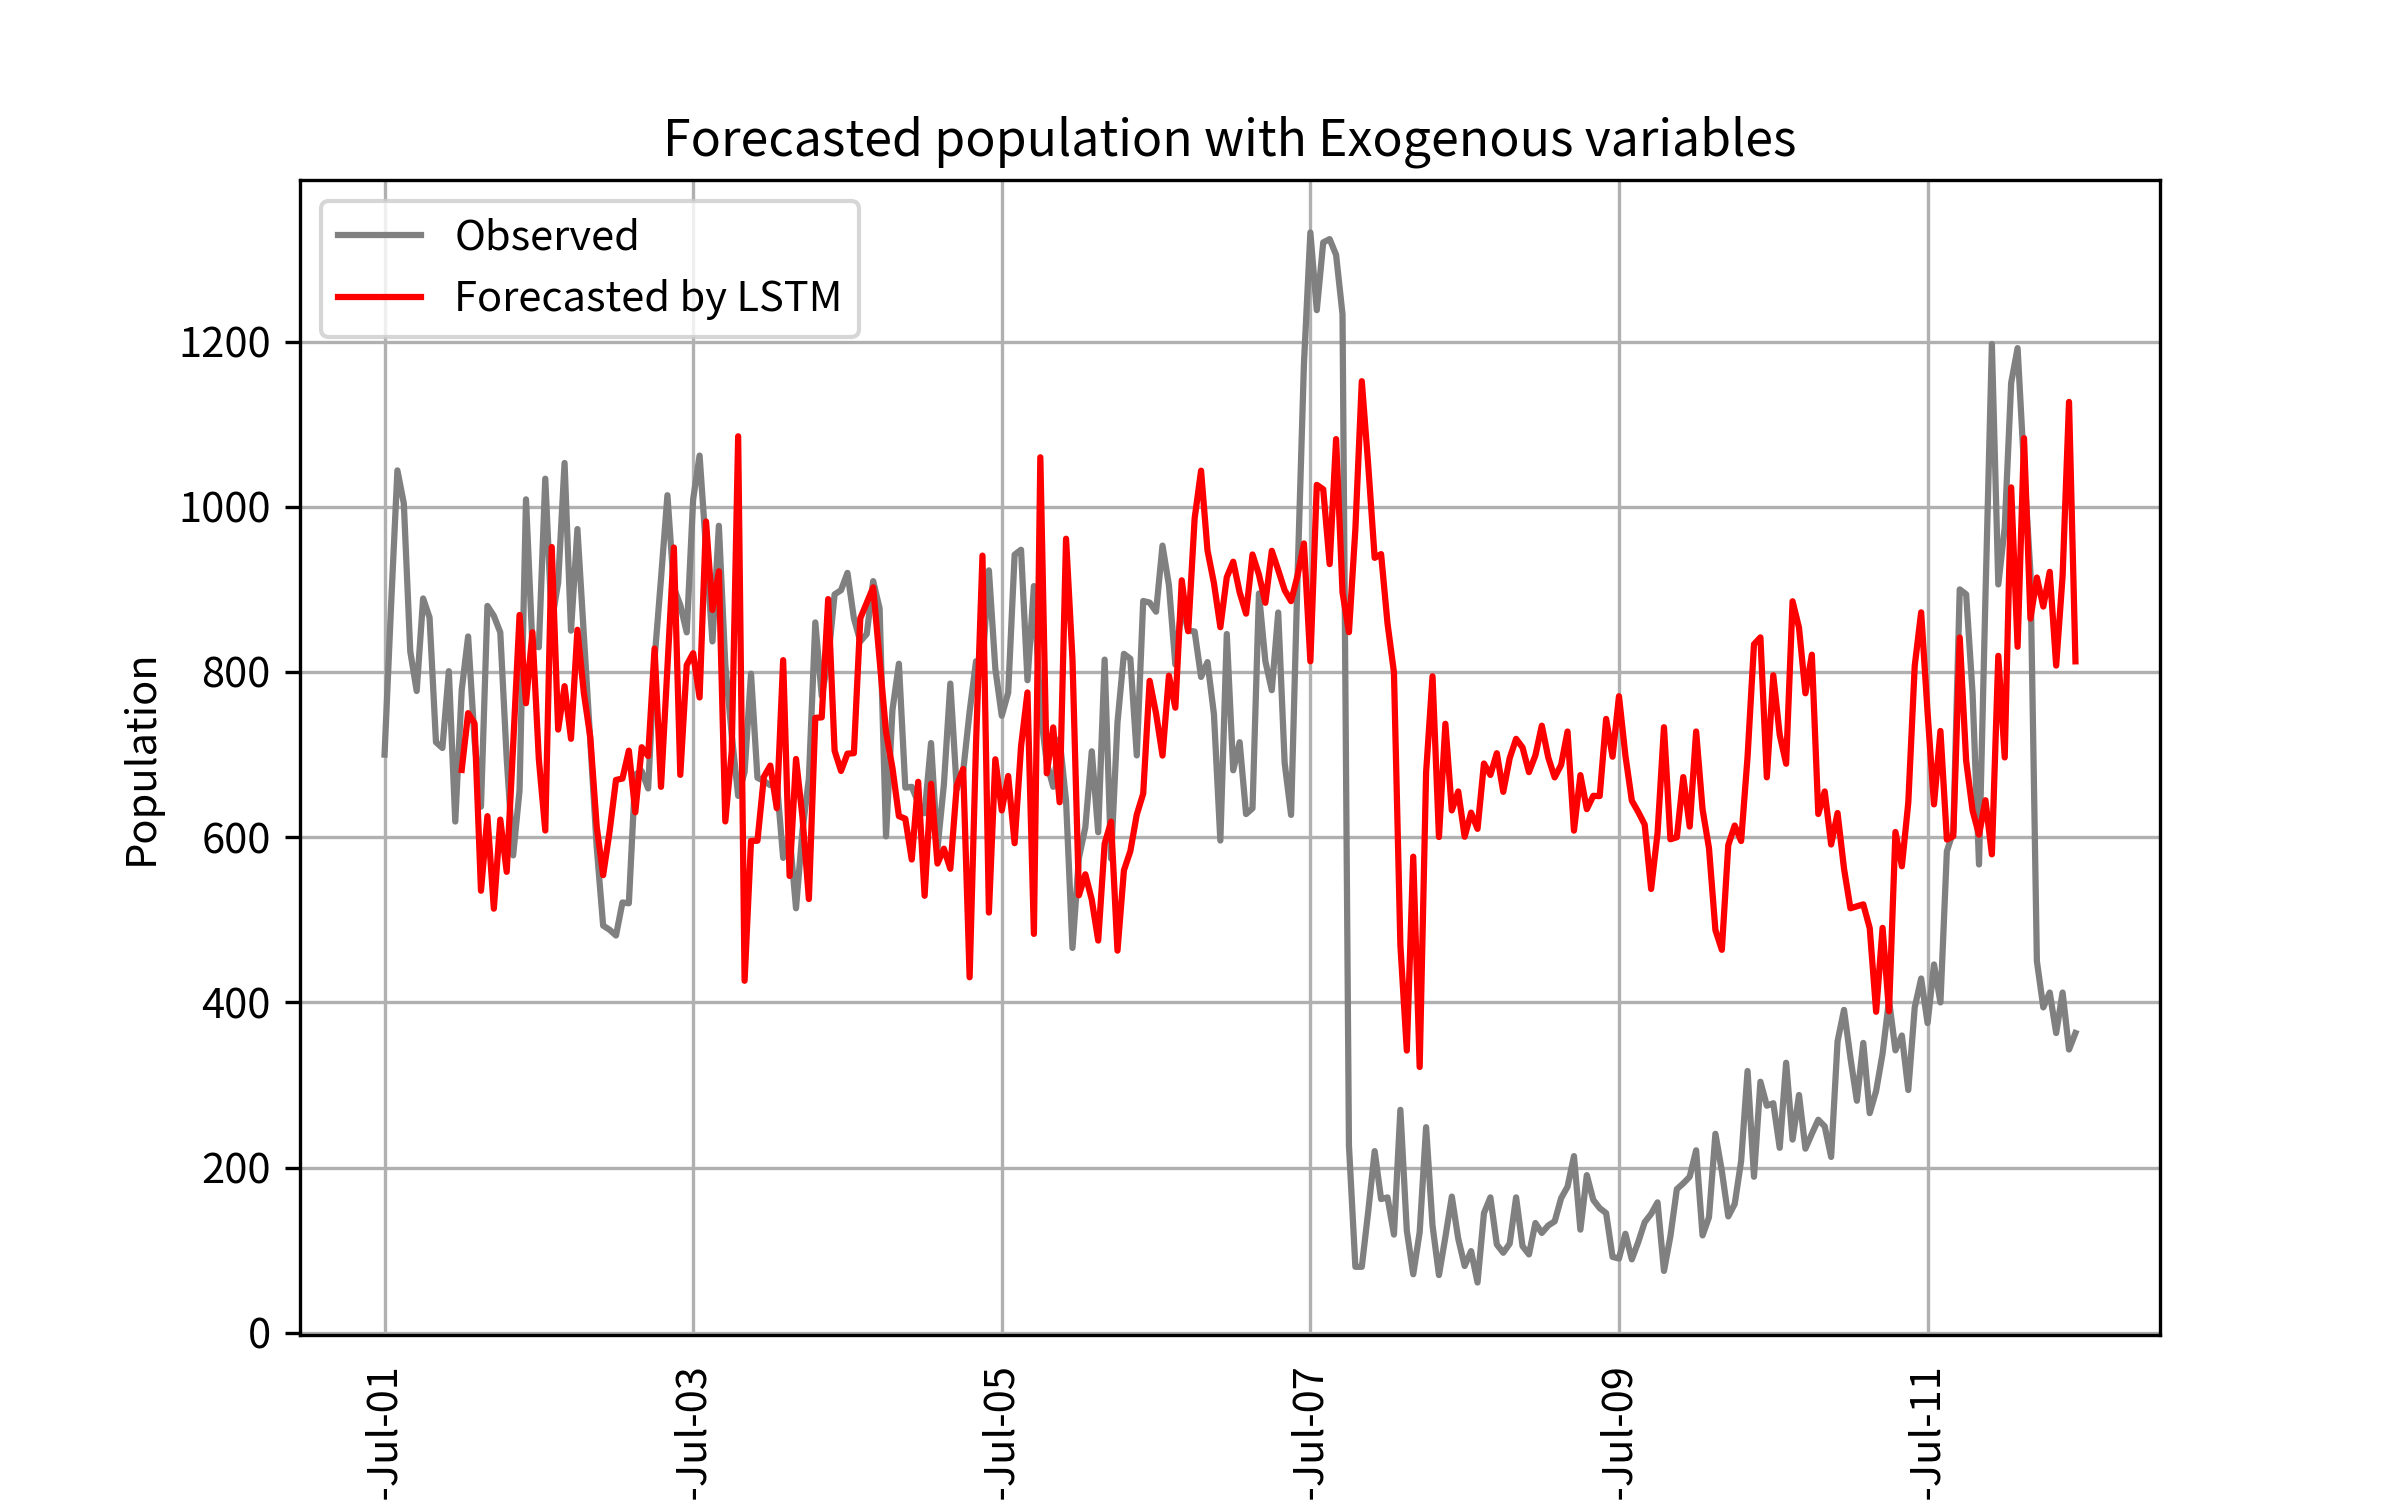 Forecasted population with Exogenous variables
Observed
Forecasted by LSTM
Population
1200
1000
800
600
400
200
0
-Jul-01
-Jul-03
-Jul-05
-Jul-07
-Jul-09
-Jul-11